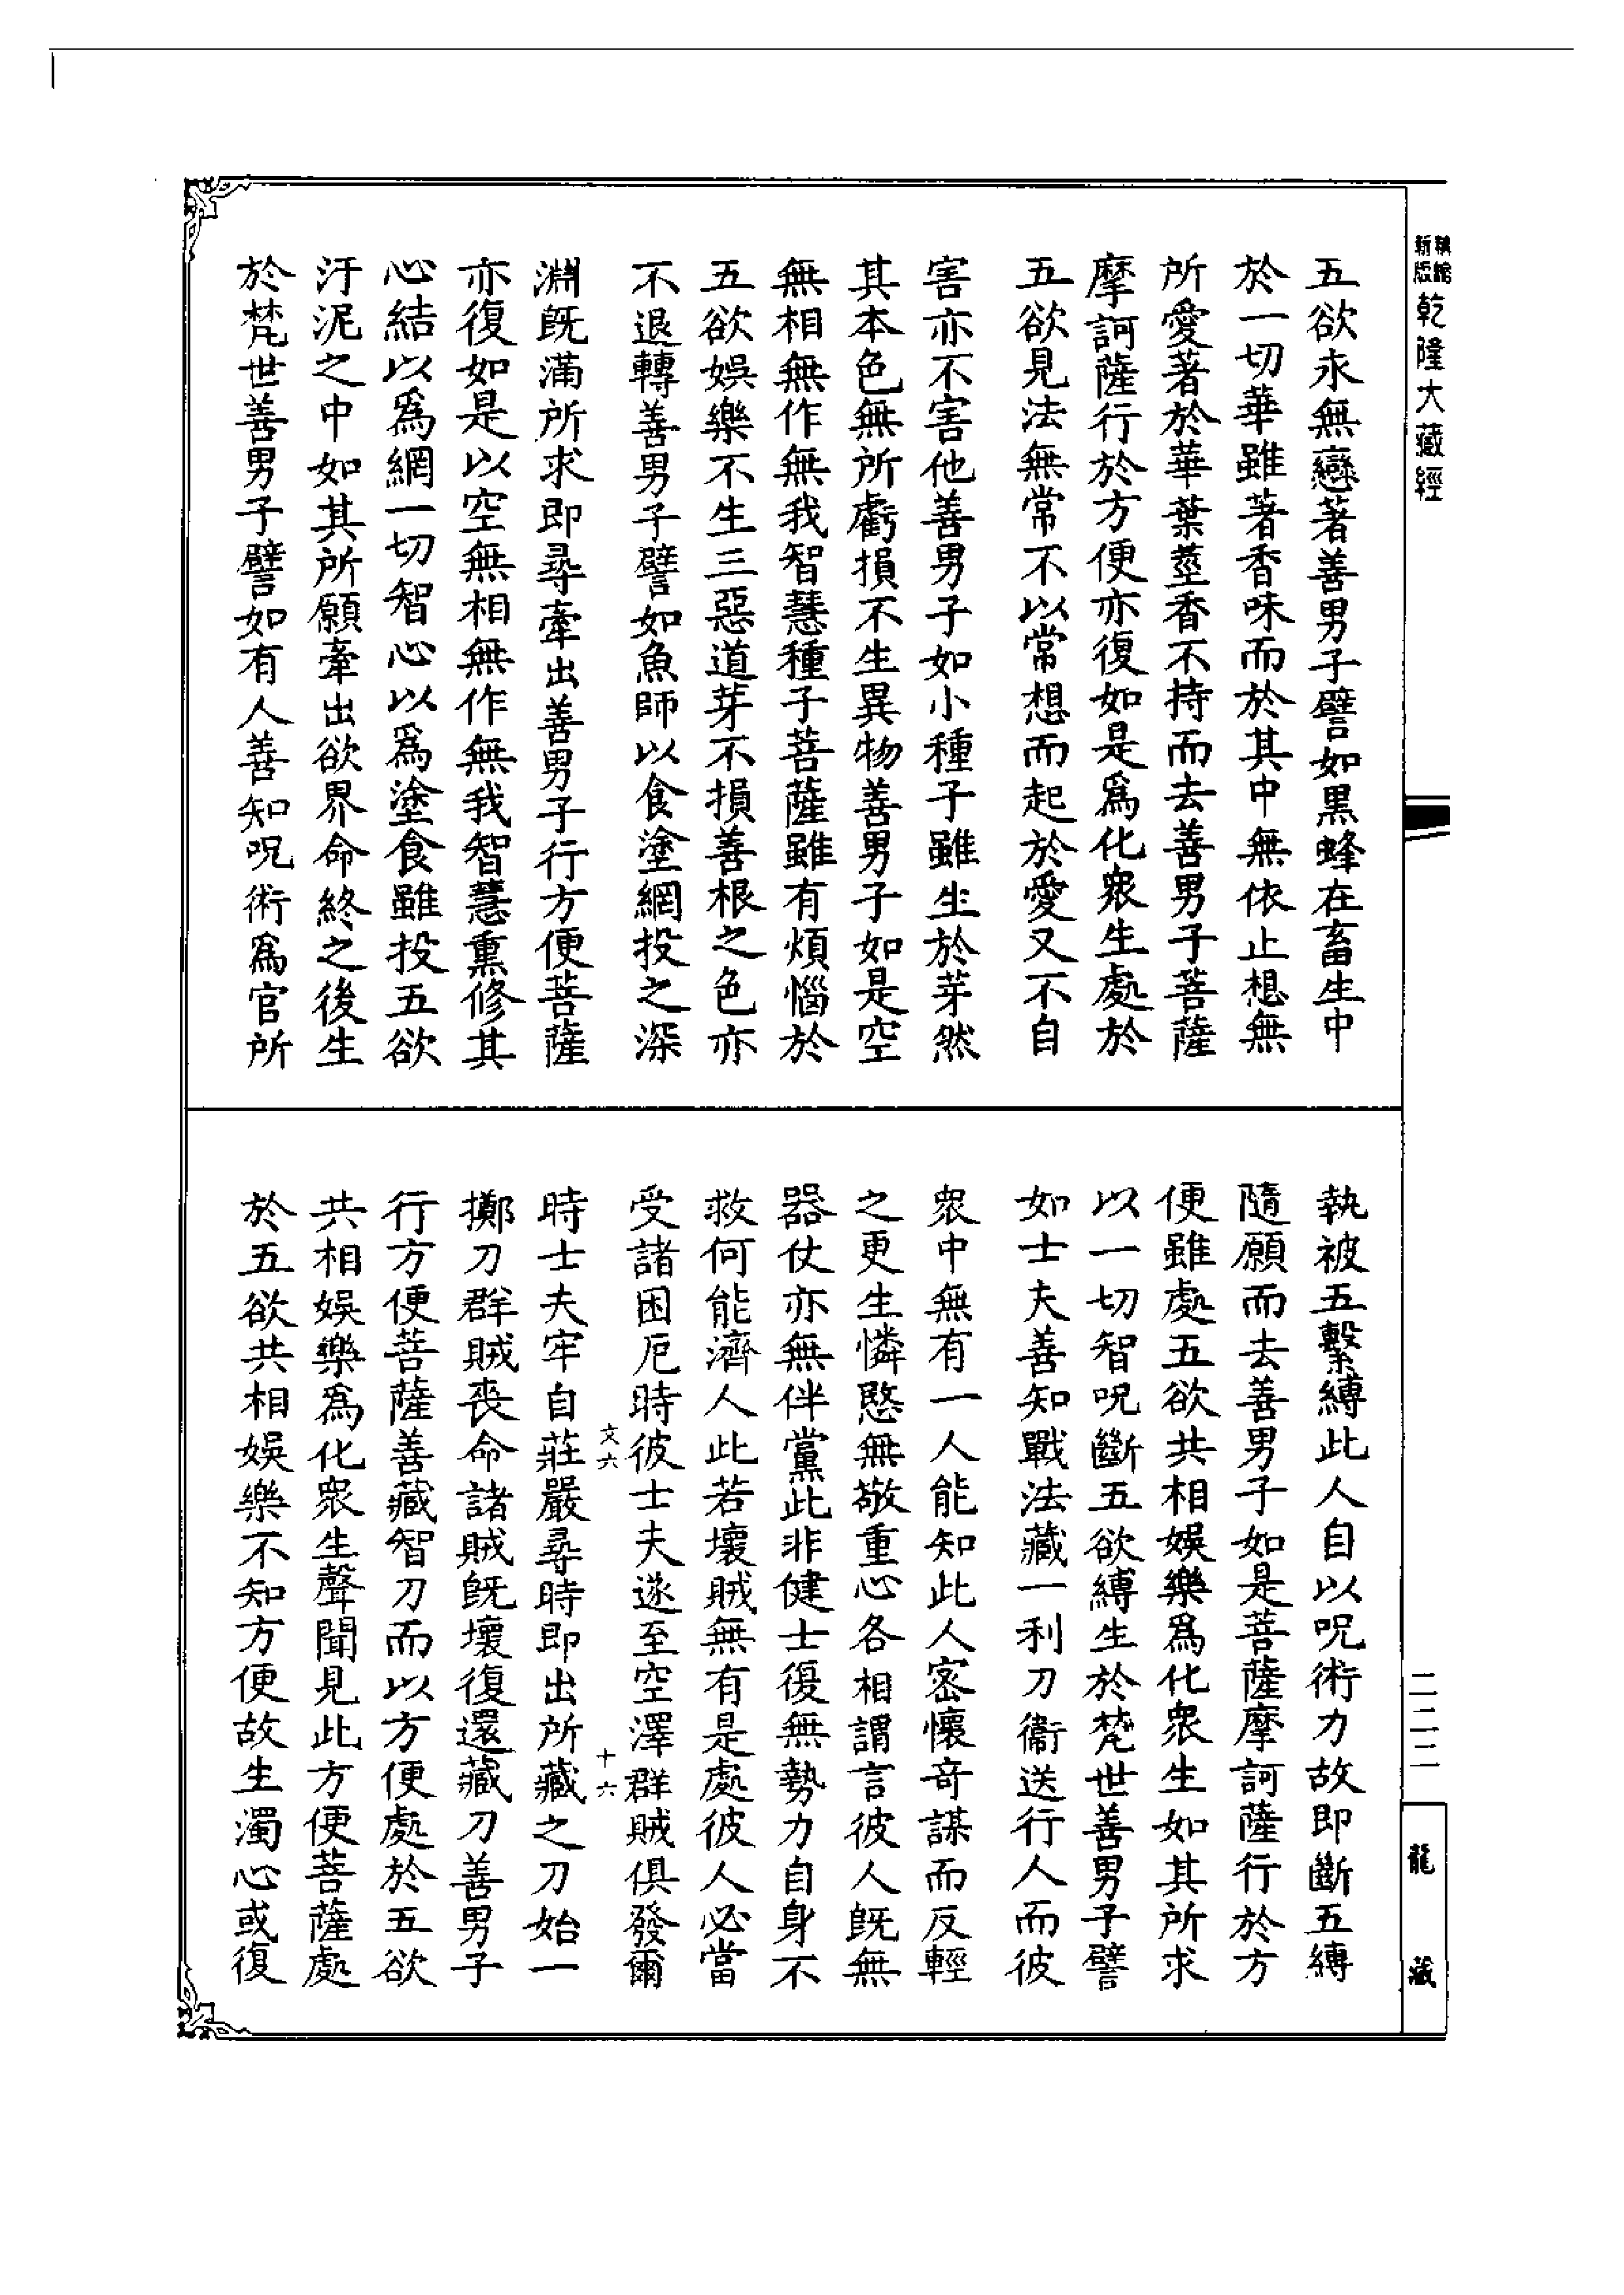 新版 精縮 乾隆大藏經
五欲永無戀著善男子譬如黑蜂在畜生中
於一切華雖著香味而於其中無依止想無
所愛著於華葉莖香不持而去善男子菩薩
摩訶薩行於方便亦復如是爲化衆生處於
五欲見法無常不以常想而起於愛又不自
害亦不害他善男子如小種子雖生於芽然
其本色無所虧損不生異物善男子如是空
無相無作無我智慧種子菩薩雖有煩惱於
五欲娛樂不生三惡道芽不損善根之色亦
不退轉善男子譬如魚師以食塗網投之深
淵既滿所求即尋牽出善男子行方便菩薩
亦復如是以空無相無作無我智慧熏修其
心結以爲網一切智心以爲塗食雖投五欲
汙泥之中如其所願牽出欲界命終之後生
於梵世善男子譬如有人善知呪術爲官所
執被五繫縛此人自以呪術力故即斷五縛
隨願而去善男子如是菩薩摩訶薩行於方
便雖處五欲共相娛樂爲化衆生如其所求
以一切智呪斷五欲縛生於梵世善男子譬
如士夫善知戰法藏一利刀衞送行人而彼
衆中無有一人能知此人密懷奇謀而反輕
之更生憐愍無敬重心各相謂言彼人既無
器仗亦無伴黨此非健士復無勢力自身不
救何能濟人此若壞賊無有是處彼人必當
受諸困厄時彼士夫遂至空澤群賊俱發爾
文六 十六
時士夫牢自莊嚴尋時即出所藏之刀始一
擲刀群賊喪命諸賊既壞復還藏刀善男子
行方便菩薩善藏智刀而以方便處於五欲
共相娛樂爲化衆生聲聞見此方便菩薩處
於五欲共相娛樂不知方便故生濁心或復
二二二
龍藏